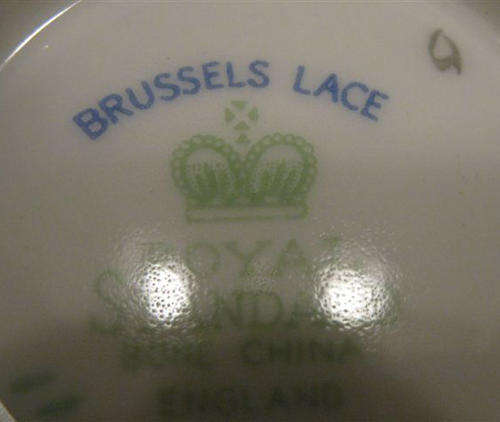 BRUSSELS LACE
ROYAL
STANDARD
BONE CHINA
ENGLAND